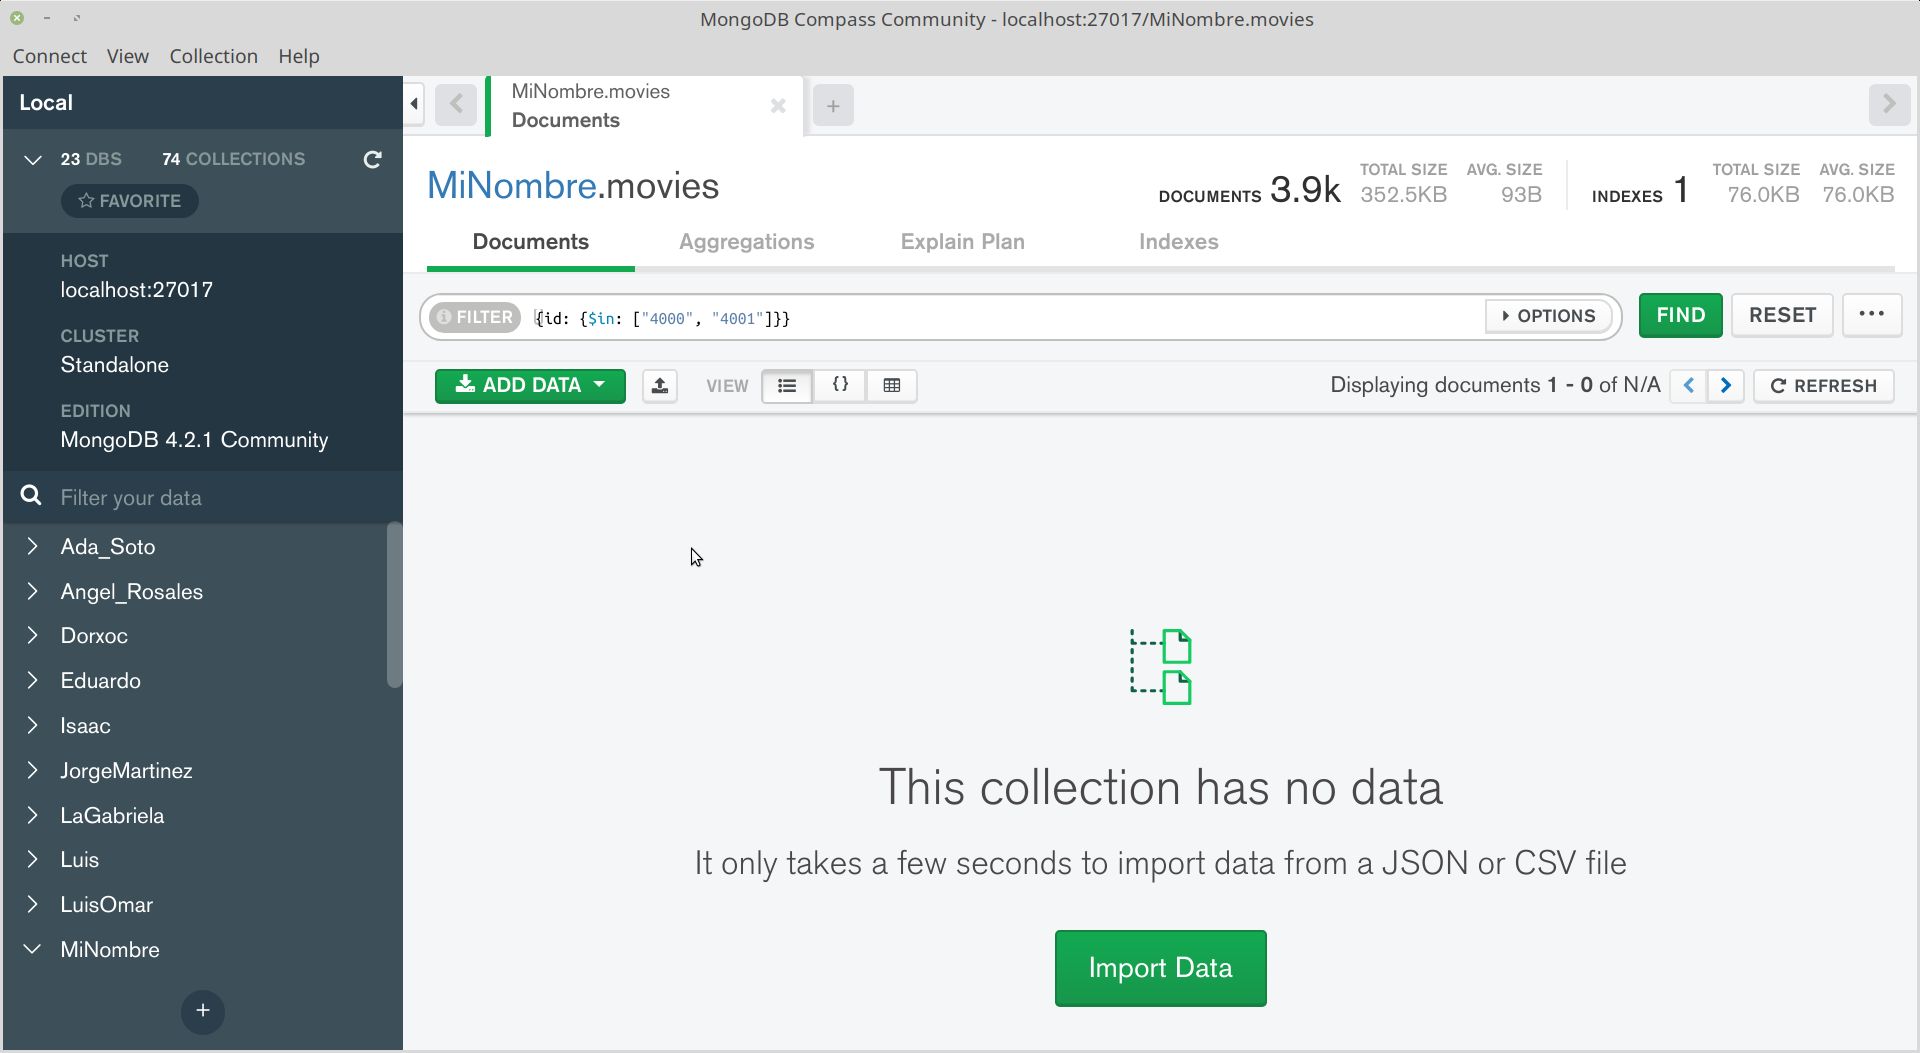 MongoDB Compass Community - localhost:27017/MiNombre.movies
Connect View Collection Help
Local
MiNombre.movies
Documents
23 DBS 74 COLLECTIONS
FAVORITE
HOST
localhost:27017
CLUSTER
Standalone
EDITION
MongoDB 4.2.1 Community
Filter your data
Ada_Soto
Angel_Rosales
Dorxoc
Eduardo
Isaac
JorgeMartinez
LaGabriela
Luis
LuisOmar
MiNombre
+
MiNombre.movies
DOCUMENTS 3.9k TOTAL SIZE 352.5KB AVG. SIZE 93B INDEXES 1 TOTAL SIZE 76.0KB AVG. SIZE 76.0KB
Documents Aggregations Explain Plan Indexes
FILTER {id: {$in: ["4000", "4001"]}} OPTIONS FIND RESET ...
ADD DATA VIEW {} Displaying documents 1 - 0 of N/A REFRESH
This collection has no data
It only takes a few seconds to import data from a JSON or CSV file
Import Data